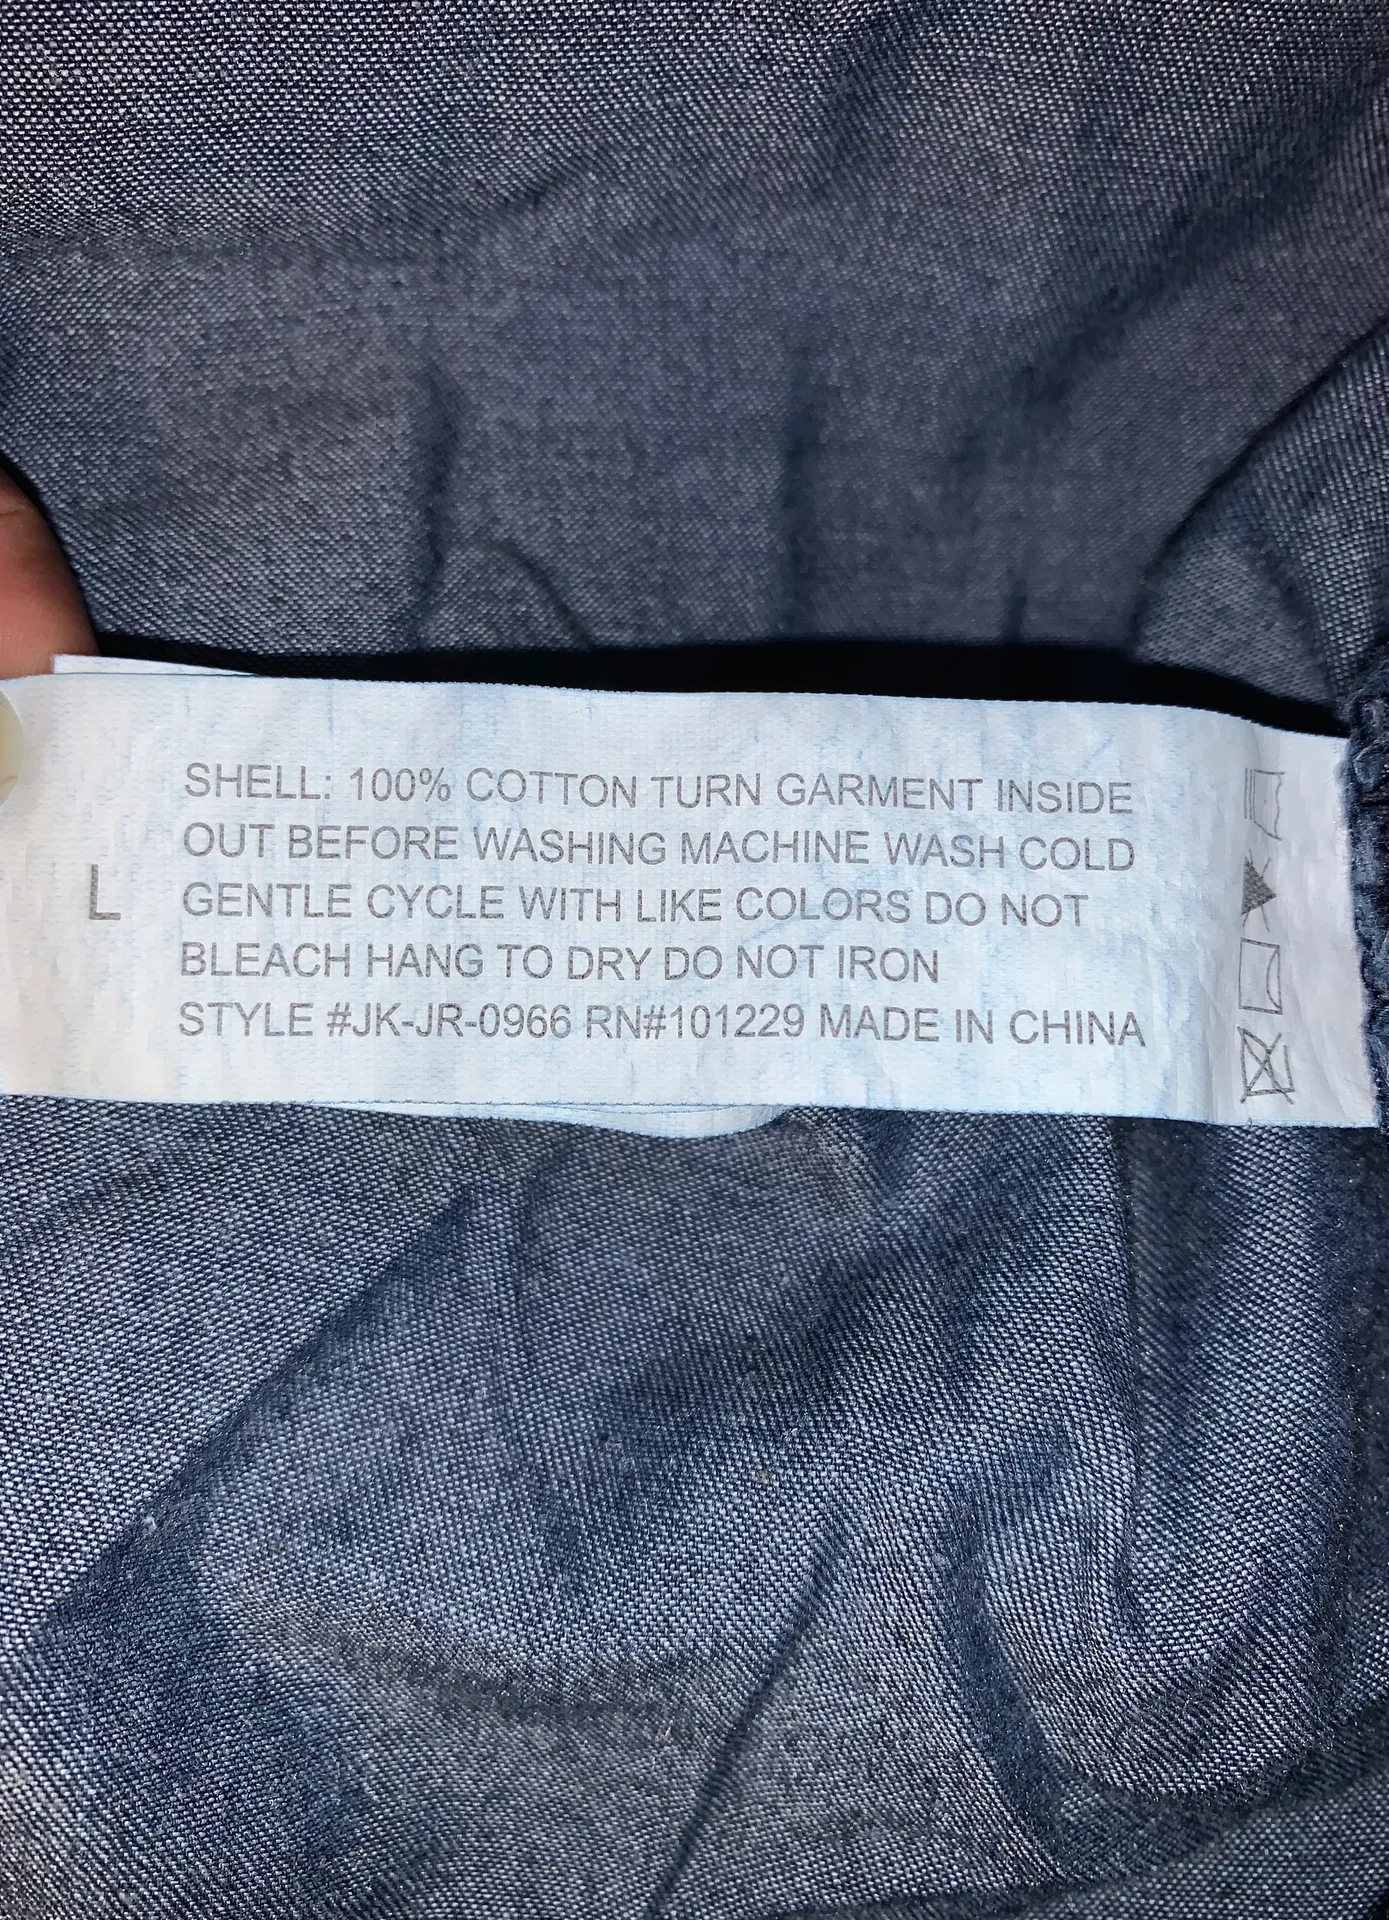 L
SHELL: 100% COTTON TURN GARMENT INSIDE
OUT BEFORE WASHING MACHINE WASH COLD
GENTLE CYCLE WITH LIKE COLORS DO NOT
BLEACH HANG TO DRY DO NOT IRON
STYLE #JK-JR-0966 RN#101229 MADE IN CHINA